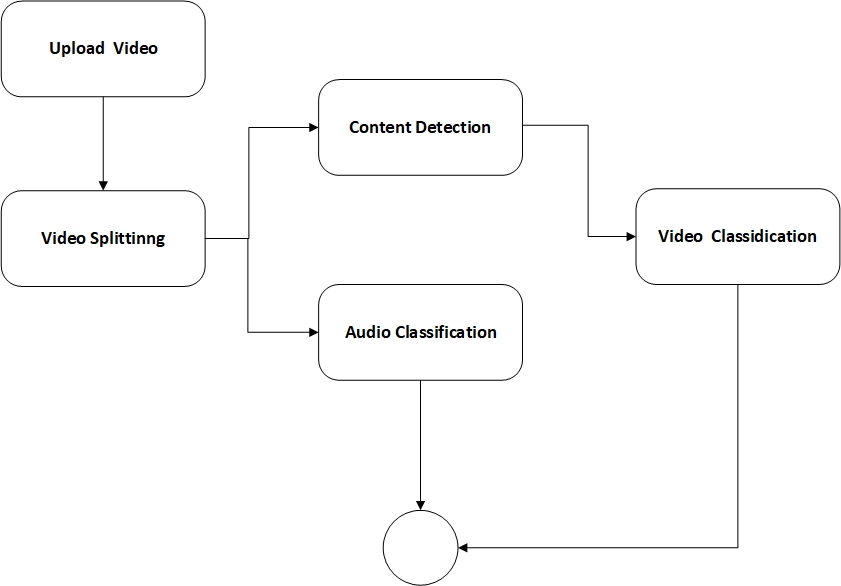 Upload Video
Content Detection
Video Splittinng
Video Classidication
Audio Classification